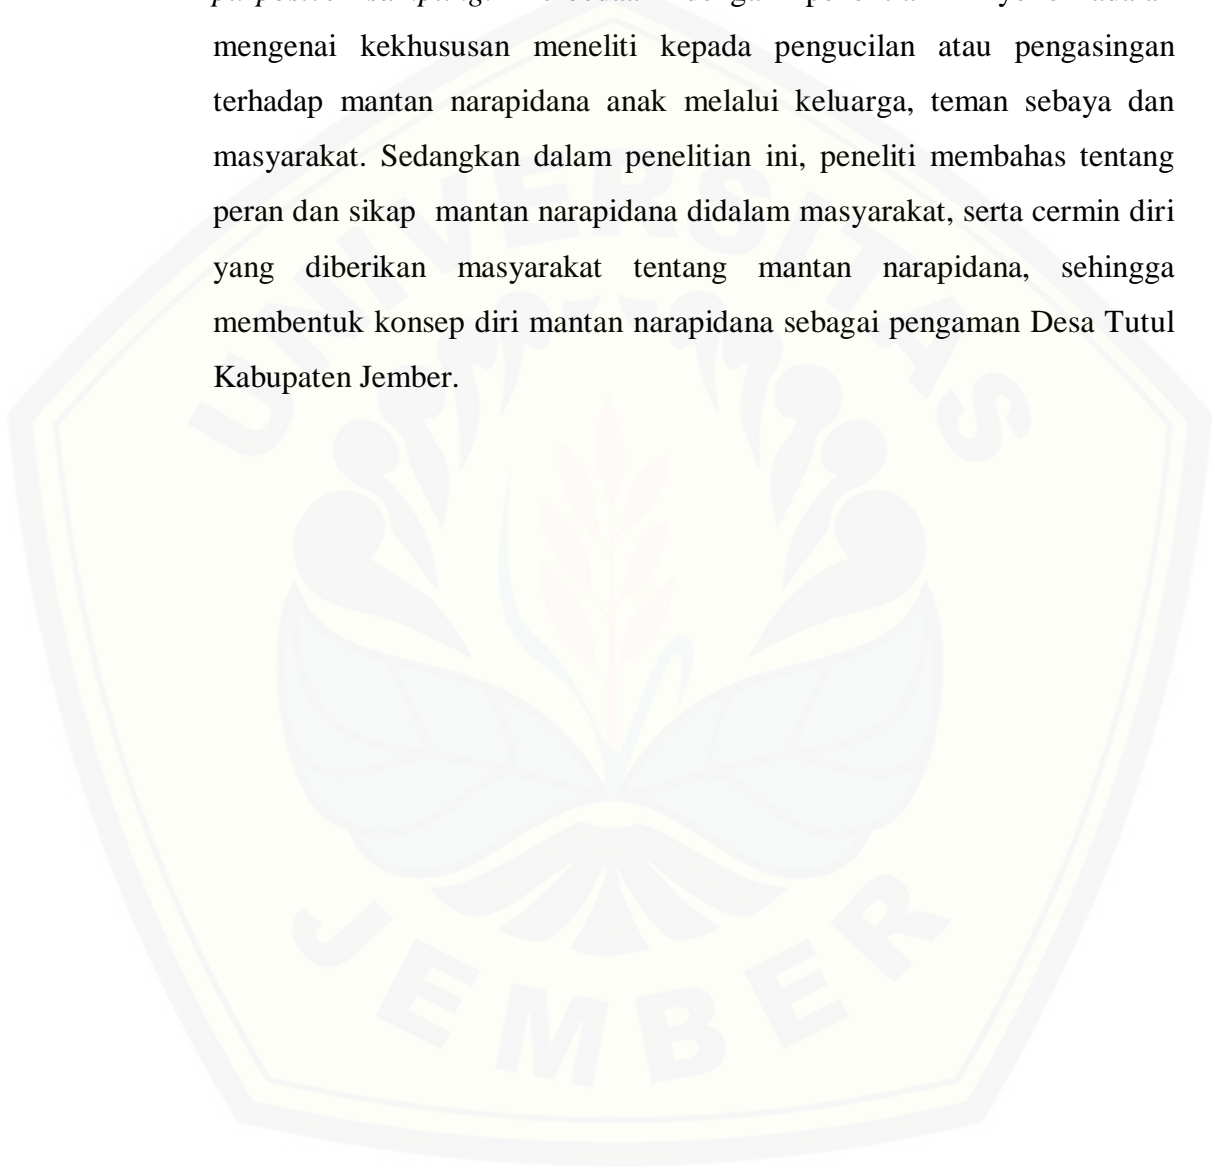 mengenai kekhususan meneliti kepada pengucilan atau pengasingan
terhadap mantan narapidana anak melalui keluarga, teman sebaya dan
masyarakat. Sedangkan dalam penelitian ini, peneliti membahas tentang
peran dan sikap mantan narapidana didalam masyarakat, serta cermin diri
yang diberikan masyarakat tentang mantan narapidana, sehingga
membentuk konsep diri mantan narapidana sebagai pengaman Desa Tutul
Kabupaten Jember.
UNIVERSITAS
JEMBER